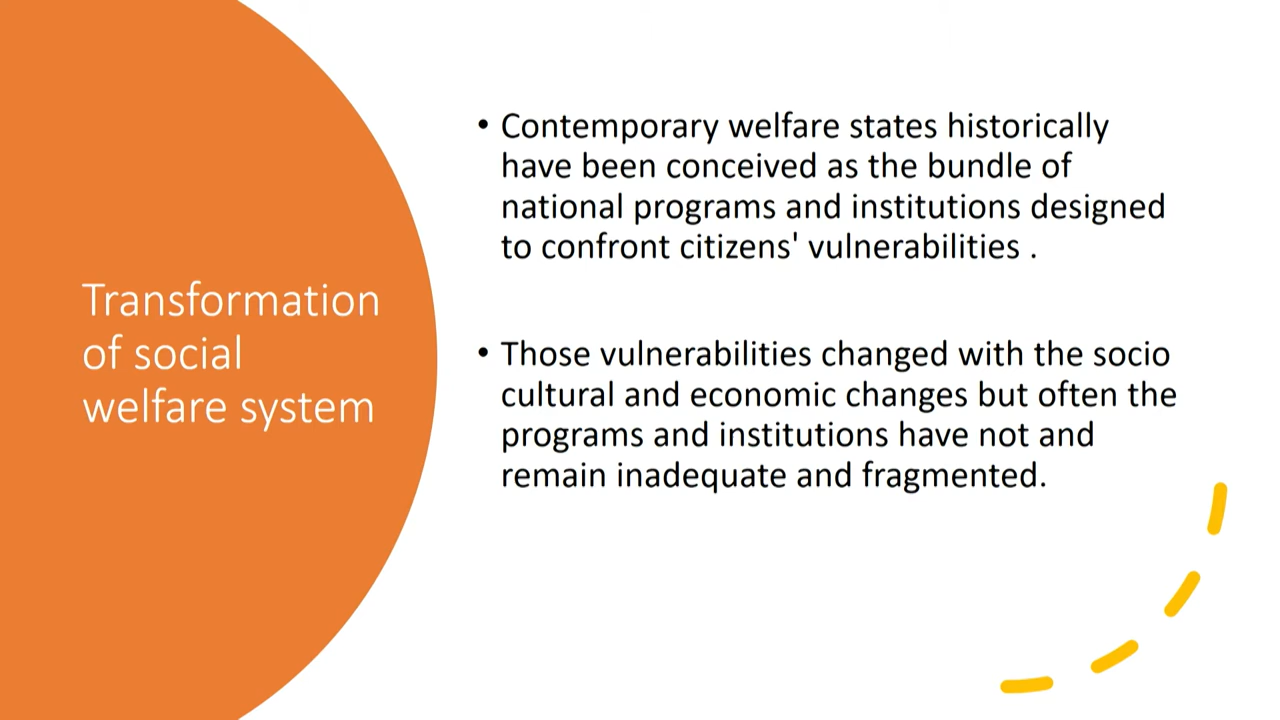 Transformation
of social
welfare system
• Contemporary welfare states historically
have been conceived as the bundle of
national programs and institutions designed
to confront citizens' vulnerabilities .
• Those vulnerabilities changed with the socio
cultural and economic changes but often the
programs and institutions have not and
remain inadequate and fragmented.